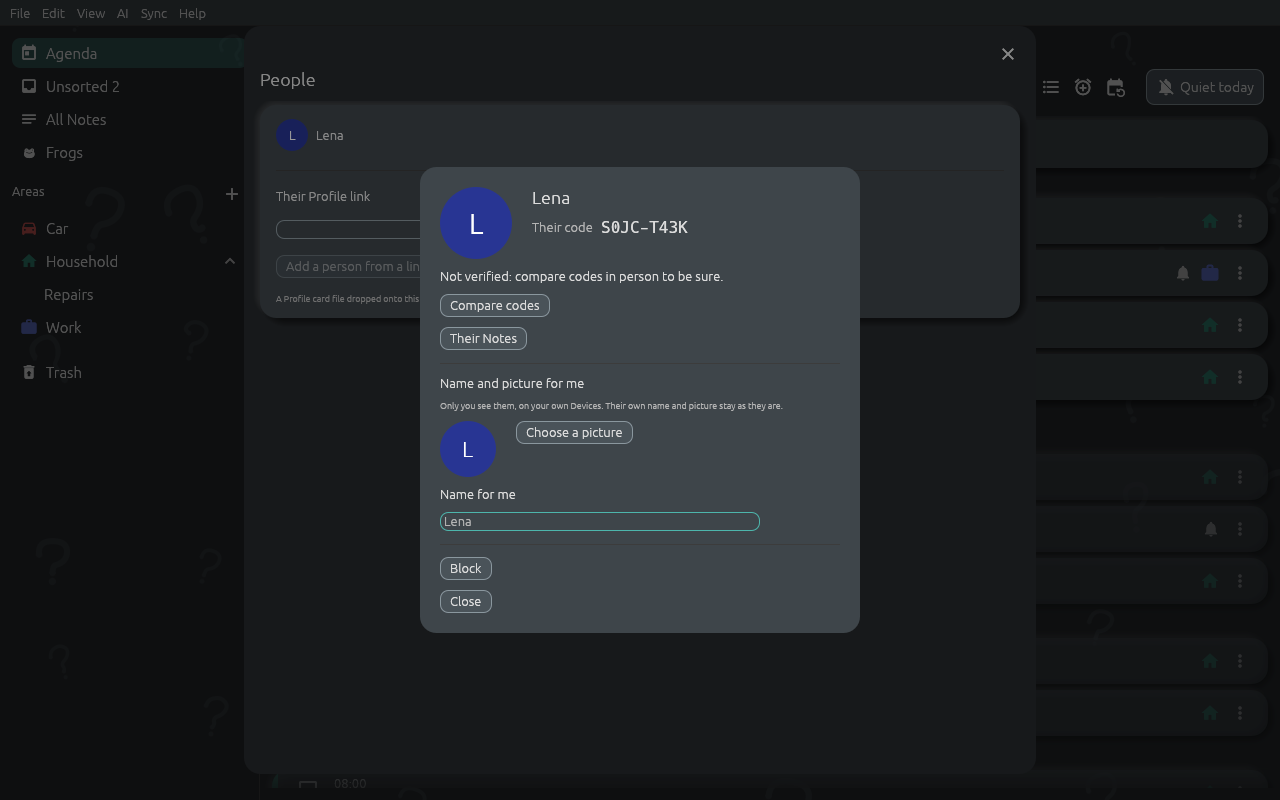 File Edit View AI Sync Help
Agenda
Unsorted 2
All Notes
Frogs
Areas
Car
Household
Repairs
Work
Trash
People
L Lena
Their Profile link
Add a person from a lin
A Profile card file dropped onto this
Quiet today
L
Lena
Their code S0JC-T43K
Not verified: compare codes in person to be sure.
Compare codes
Their Notes
Name and picture for me
Only you see them, on your own Devices. Their own name and picture stay as they are.
L
Choose a picture
Name for me
Lena
Block
Close
08:00